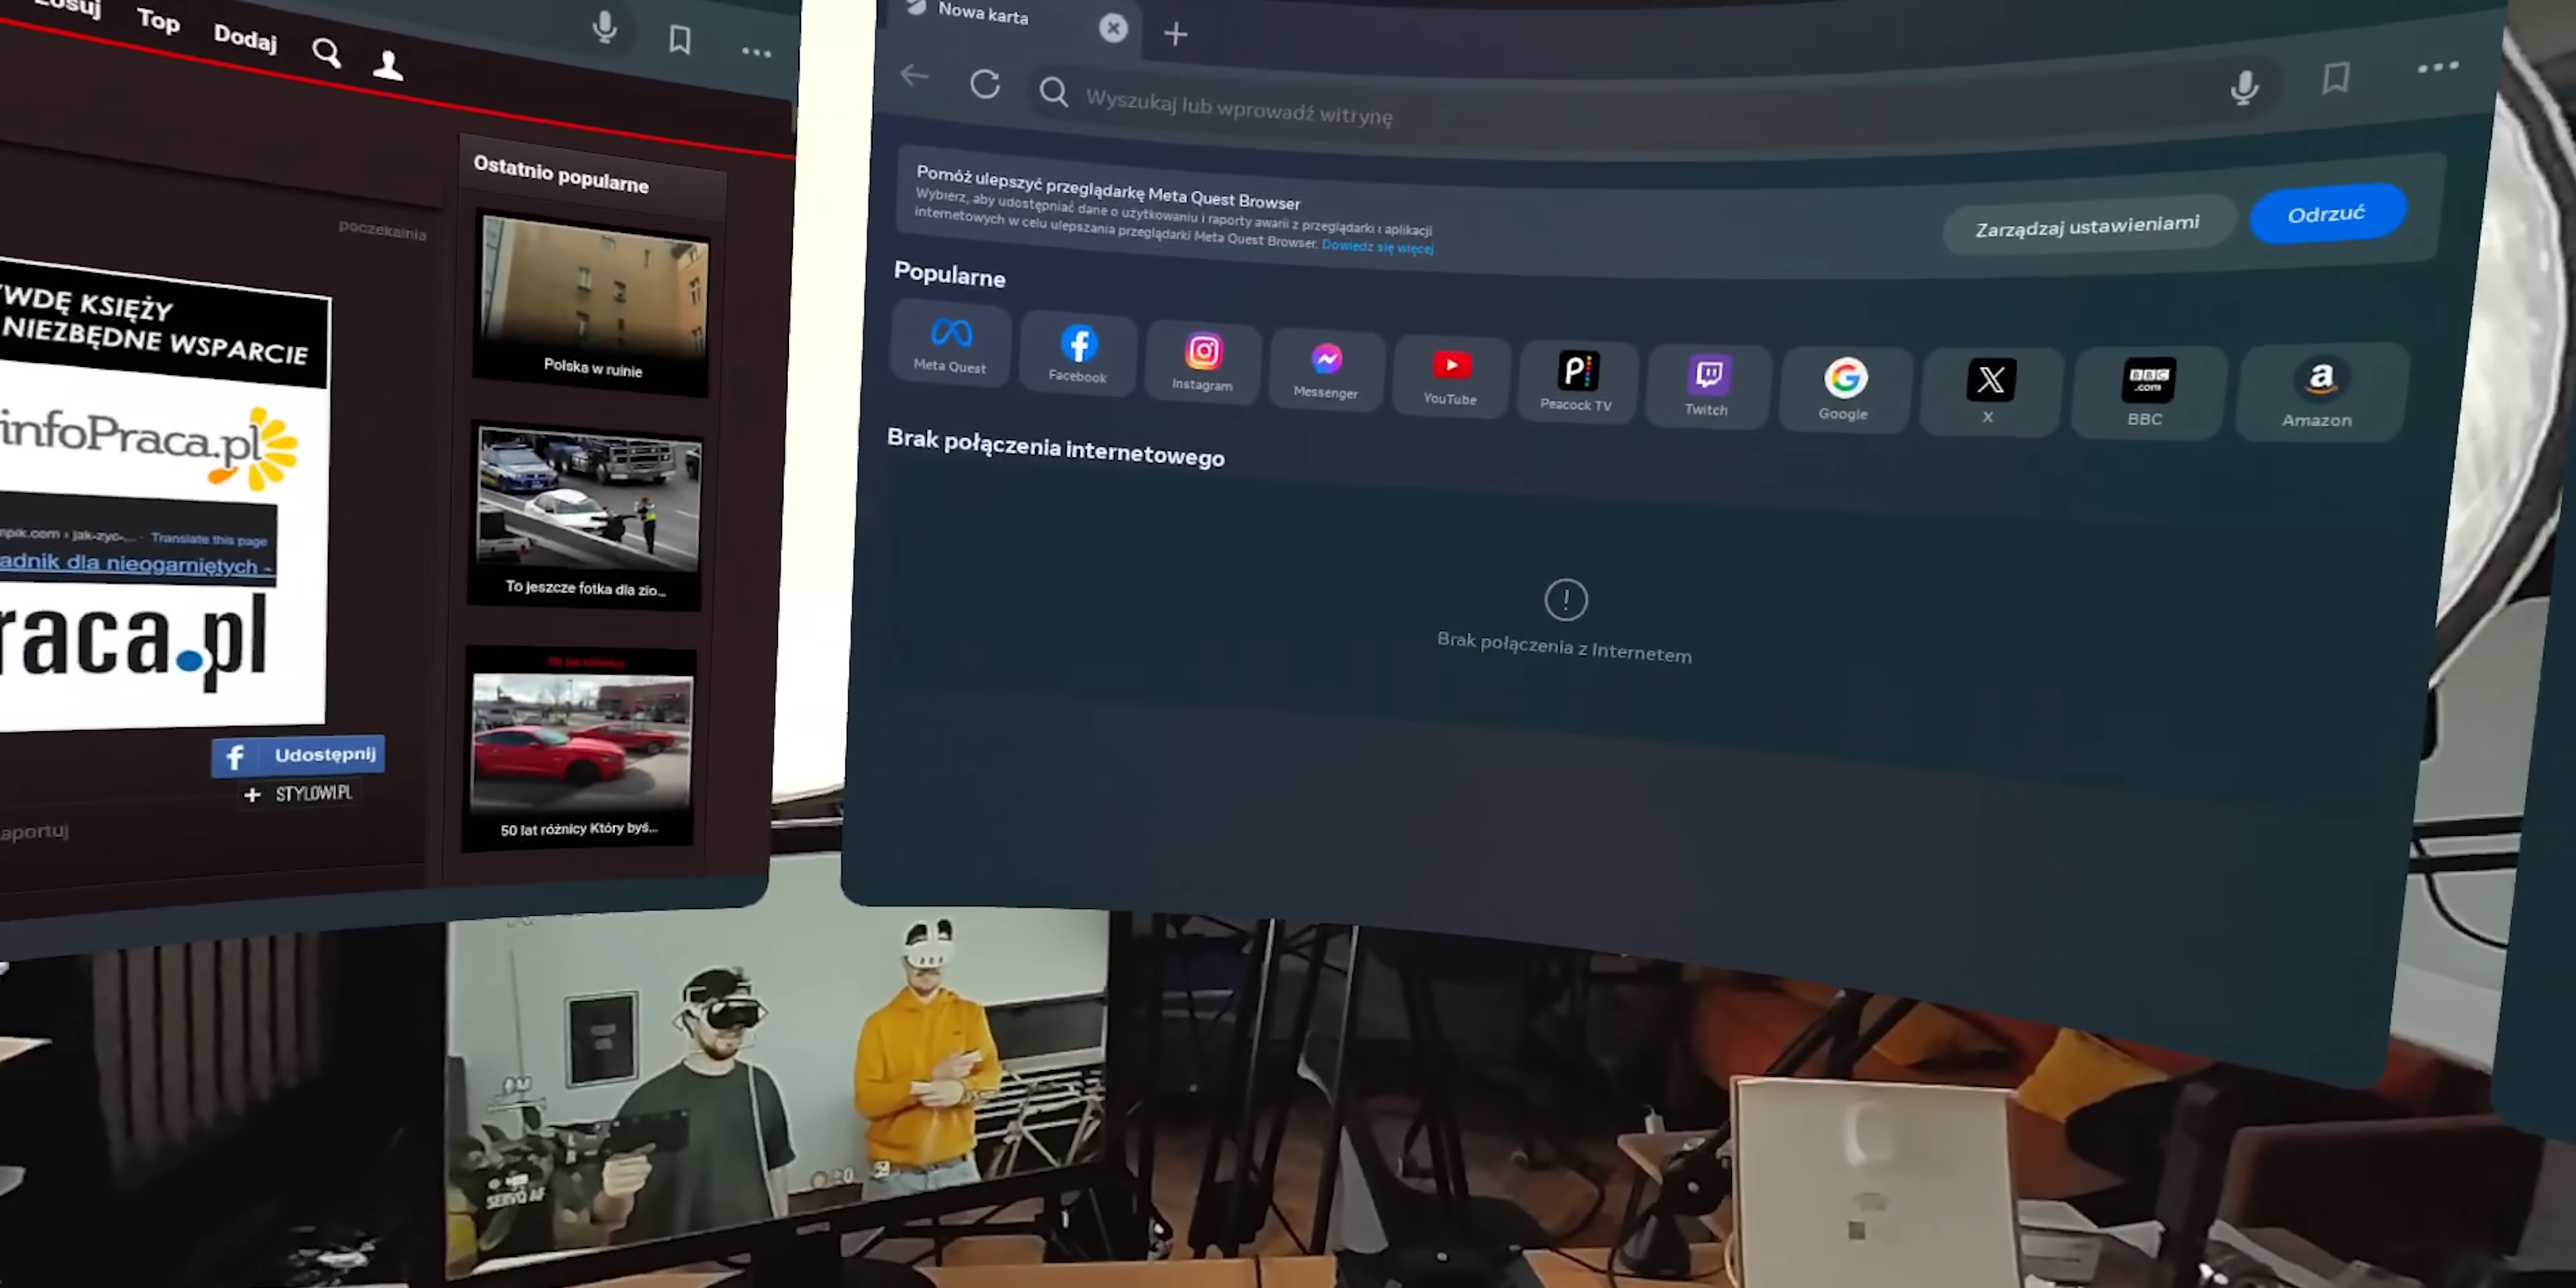 Top
Dodaj
Ostatnio popularne
poczekalnia
WDĘ KSIĘŻY
NIEZBĘDNE WSPARCIE
infoPraca.pl
Translate this page
adnik dla nieogarniętych -
raca.pl
Udostępnij
+ STYLOWI.PL
aportuj
Polska w ruinie
To jeszcze fotka dla zio...
50 lat różnicy Który byś...
Nowa karta
Wyszukaj lub wprowadź witrynę
Pomóż ulepszyć przeglądarkę Meta Quest Browser
Wybierz, aby udostępniać dane o użytkowaniu i raporty awarii z przeglądarki i aplikacji
internetowych w celu ulepszania przeglądarki Meta Quest Browser. Dowiedz się więcej
Zarządzaj ustawieniami
Odrzuć
Popularne
Meta Quest
Facebook
Instagram
Messenger
YouTube
Peacock TV
Twitch
Google
X
BBC
.com
BBC
Amazon
Brak połączenia internetowego
Brak połączenia z Internetem
SERVO AF